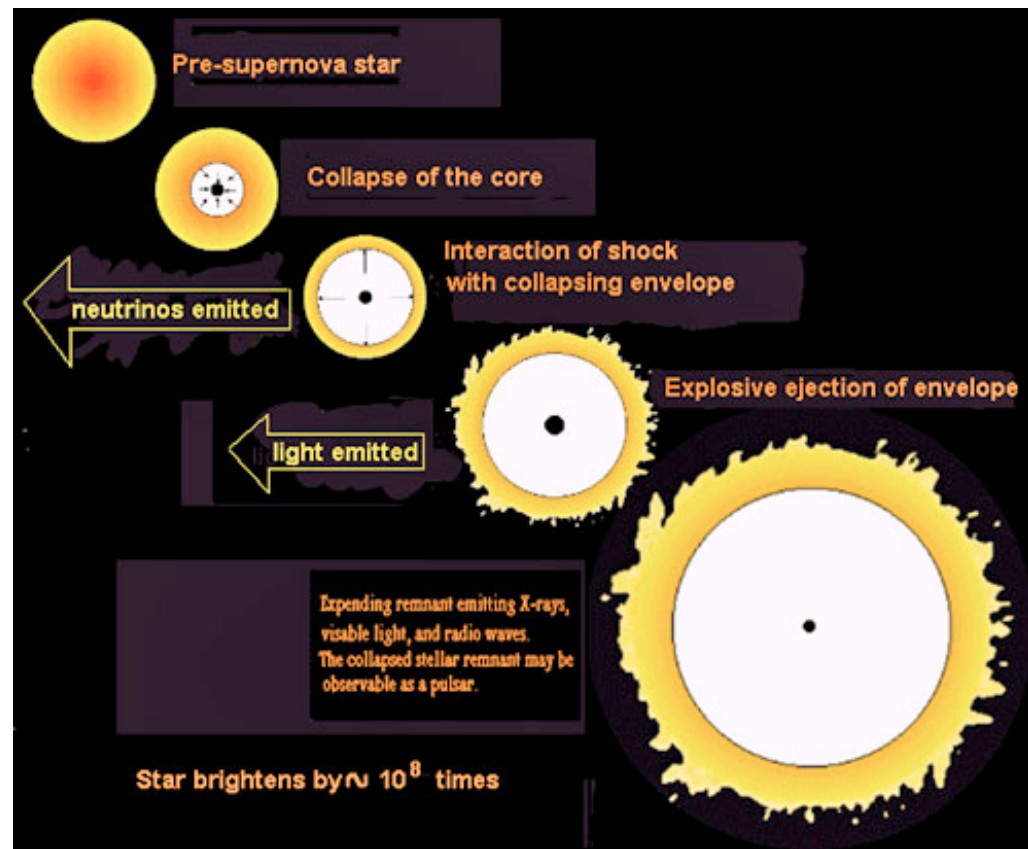 Pre-supernova star
Collapse of the core
Interaction of shock
with collapsing envelope
neutrinos emitted
Explosive ejection of envelope
light emitted
Expending remnant emitting X-rays,
visable light, and radio waves.
The collapsed stellar remnant may be
observable as a pulsar.
Star brightens by ~ 10⁸ times